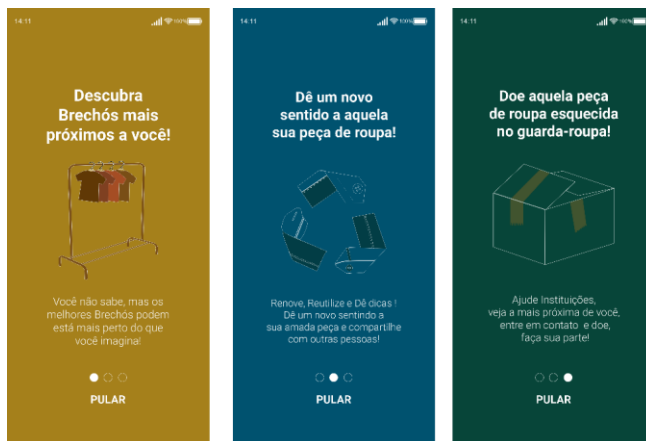 14:11
100%
Descubra
Brechós mais
próximos a você!
Você não sabe, mas os
melhores Brechós podem
está mais perto do que
você imagina!
PULAR
14:11
100%
Dê um novo
sentido a aquela
sua peça de roupa!
Renove, Reutilize e Dê dicas !
Dê um novo sentindo a
sua amada peça e compartilhe
com outras pessoas!
PULAR
14:11
100%
Doe aquela peça
de roupa esquecida
no guarda-roupa!
Ajude Instituições,
veja a mais próxima de você,
entre em contato e doe,
faça sua parte!
PULAR